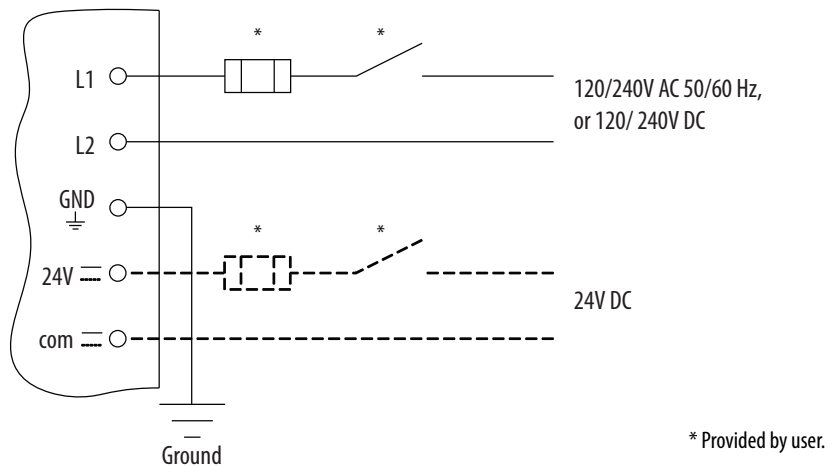 * *
L1
120/240V AC 50/60 Hz,
or 120/ 240V DC
L2
GND
* *
24V
24V DC
com
Ground
* Provided by user.